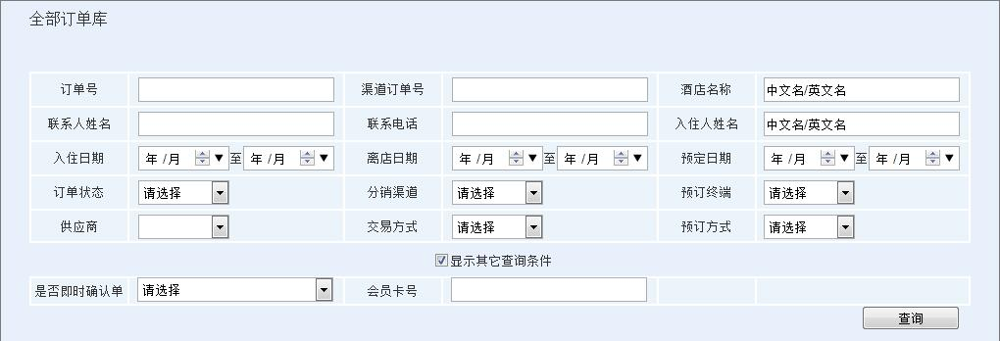 全部订单库
订单号 渠道订单号 酒店名称 中文名/英文名
联系人姓名 联系电话 入住人姓名 中文名/英文名
入住日期 年 /月 至 年 /月 离店日期 年 /月 至 年 /月 预定日期 年 /月 至 年 /月
订单状态 请选择 分销渠道 请选择 预订终端 请选择
供应商 交易方式 请选择 预订方式 请选择
显示其它查询条件
是否即时确认单 请选择 会员卡号
查询